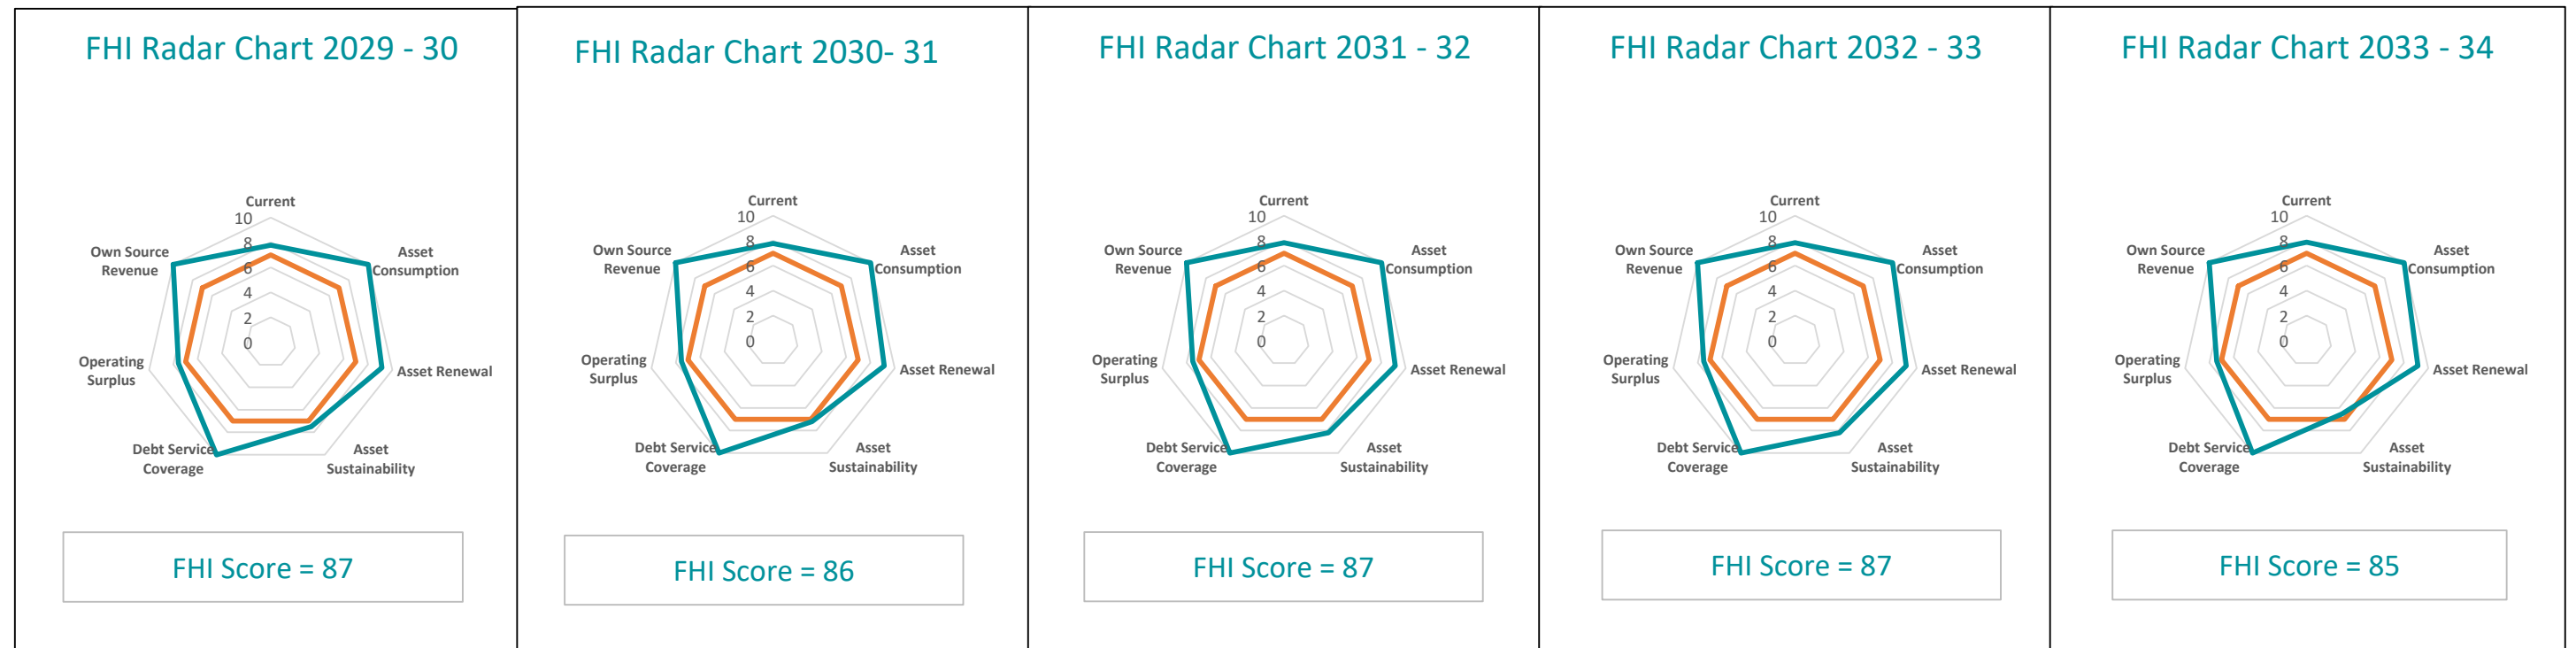 FHI Radar Chart 2029 - 30
Current
10
8
6
4
2
0
Asset
Consumption
Asset Renewal
Asset
Sustainability
Debt Service
Coverage
Operating
Surplus
Own Source
Revenue
FHI Score = 87
FHI Radar Chart 2030- 31
Current
10
8
6
4
2
0
Asset
Consumption
Asset Renewal
Asset
Sustainability
Debt Service
Coverage
Operating
Surplus
Own Source
Revenue
FHI Score = 86
FHI Radar Chart 2031 - 32
Current
10
8
6
4
2
0
Asset
Consumption
Asset Renewal
Asset
Sustainability
Debt Service
Coverage
Operating
Surplus
Own Source
Revenue
FHI Score = 87
FHI Radar Chart 2032 - 33
Current
10
8
6
4
2
0
Asset
Consumption
Asset Renewal
Asset
Sustainability
Debt Service
Coverage
Operating
Surplus
Own Source
Revenue
FHI Score = 87
FHI Radar Chart 2033 - 34
Current
10
8
6
4
2
0
Asset
Consumption
Asset Renewal
Asset
Sustainability
Debt Service
Coverage
Operating
Surplus
Own Source
Revenue
FHI Score = 85